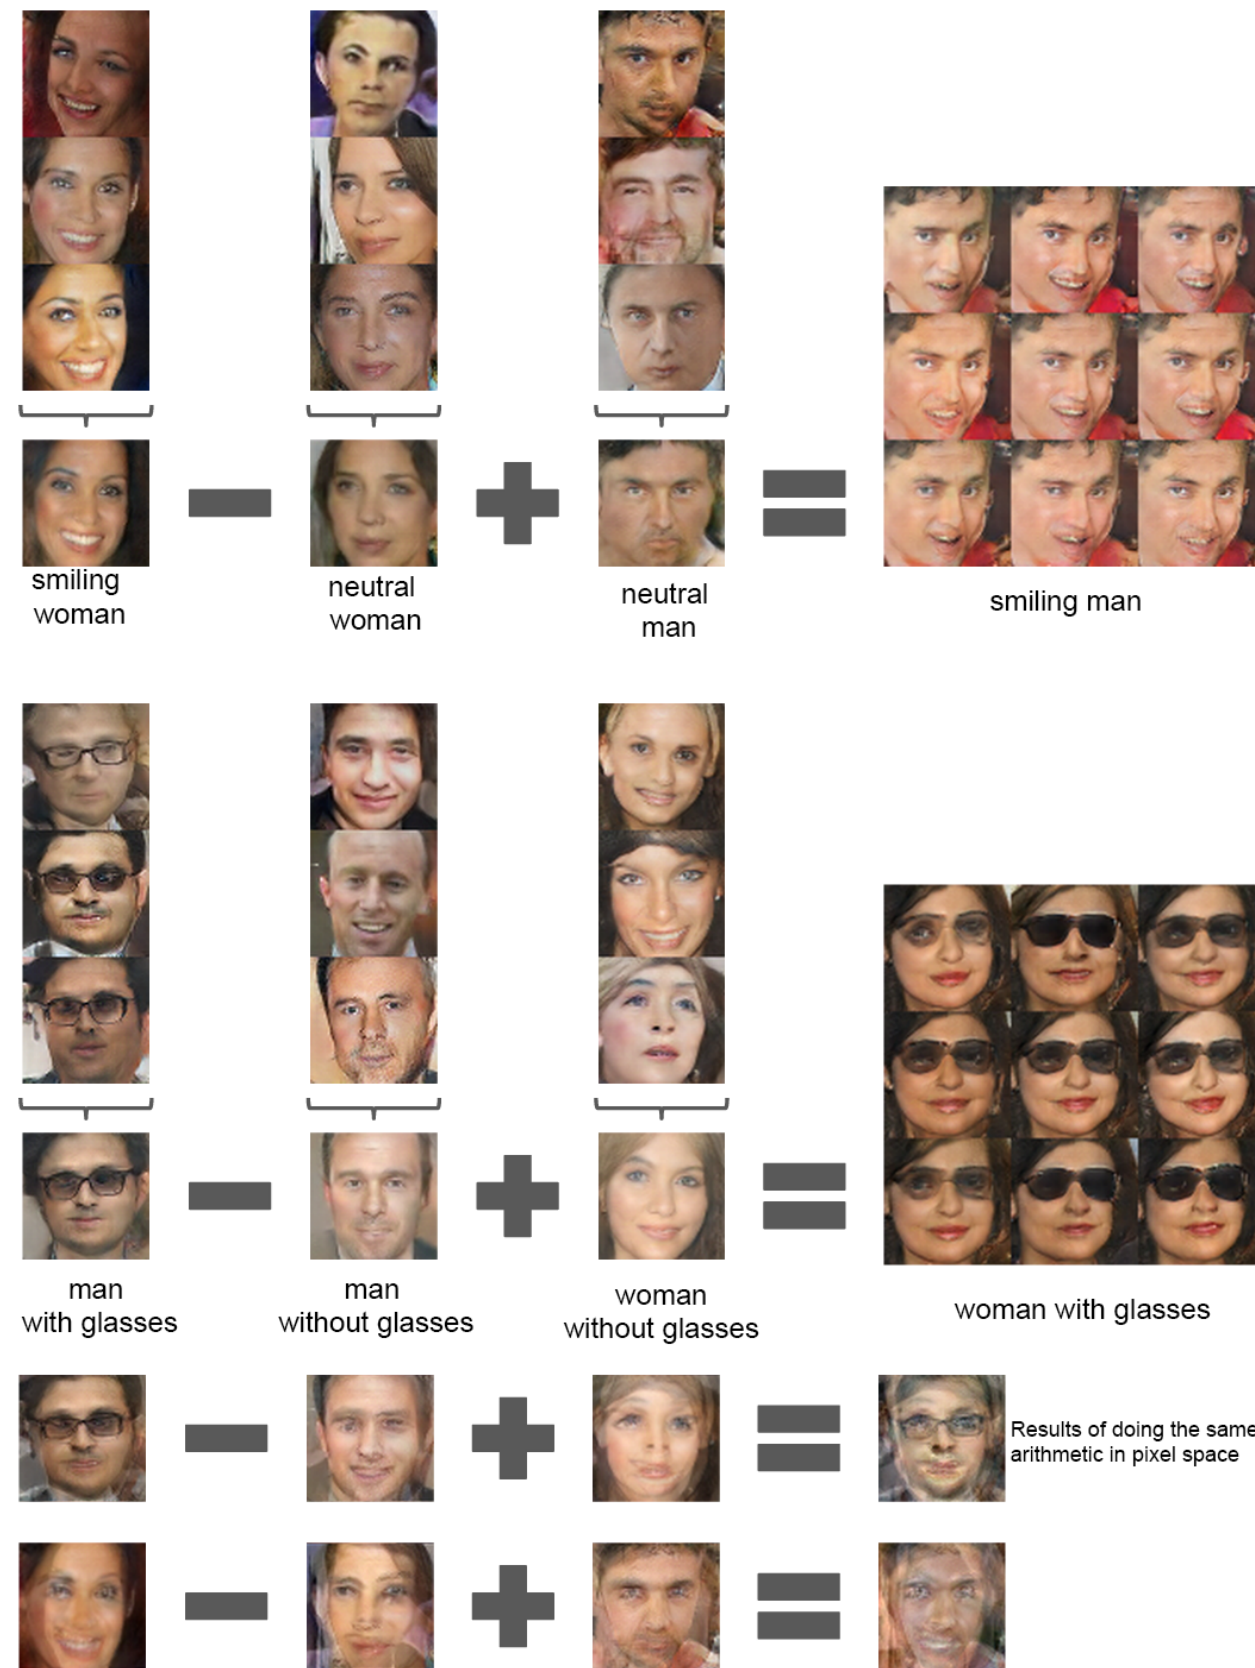 smiling
woman
neutral
woman
neutral
man
smiling man
man
with glasses
man
without glasses
woman
without glasses
woman with glasses
Results of doing the same
arithmetic in pixel space